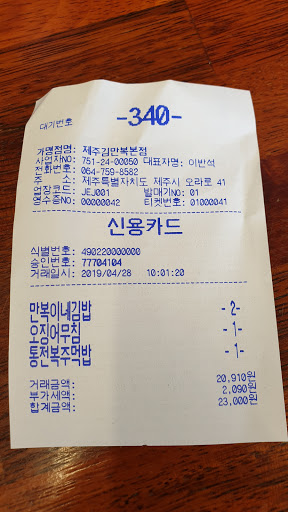 대기번호 -340-
가맹점명: 제주김만복본점
사업자NO: 751-24-00050 대표자명: 이반석
전화번호: 064-759-8582
주 소: 제주특별자치도 제주시 오라로 41
매장코드: JEJ001 발매기NO: 01
영수증NO: 00000042 티켓번호: 01000041
신용카드
식별번호: 490220000000
승인번호: 77704104
거래일시: 2019/04/28 10:01:20
만복이네김밥 -2-
오징어무침 -1-
통전복주먹밥 -1-
거래금액: 20,910원
부가세액: 2,090원
합계금액: 23,000원